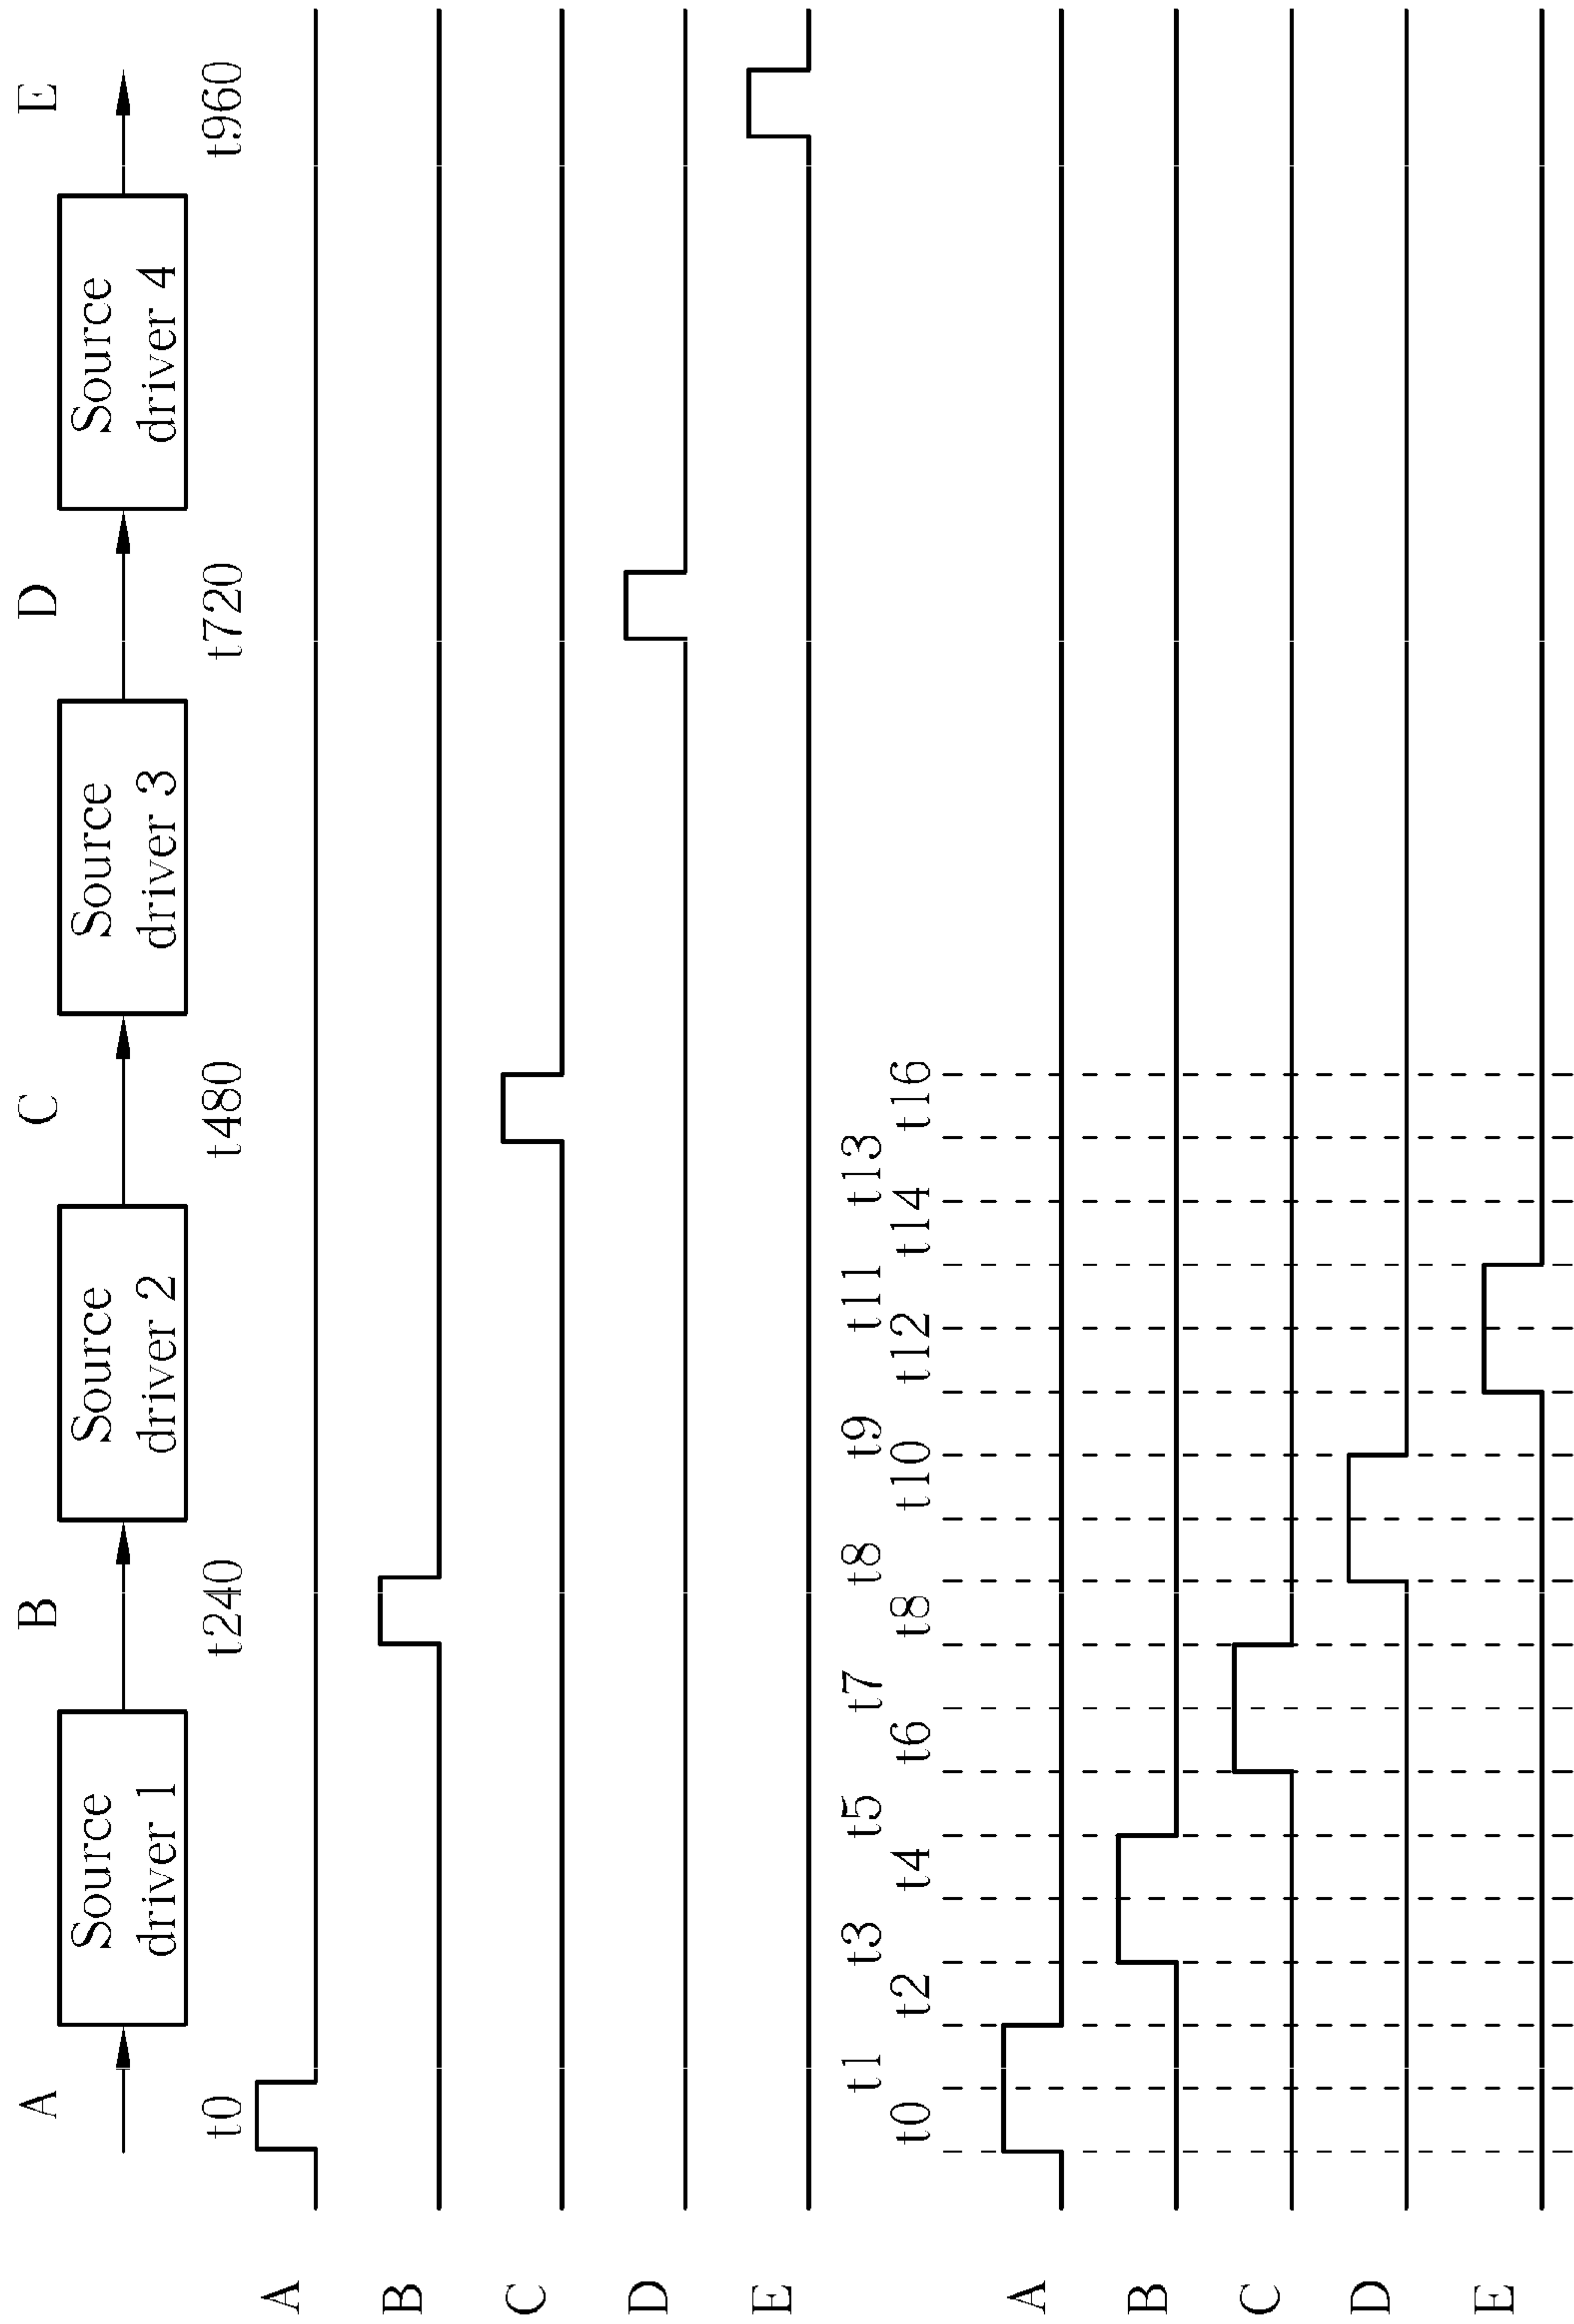 A
B
C
D
E
Source
driver 1
Source
driver 2
Source
driver 3
Source
driver 4
t0
t240
t480
t720
t960
A
B
C
D
E
t1
t3
t5
t7
t8
t9
t11
t13
t0
t2
t4
t6
t8
t10
t12
t14
t16
A
B
C
D
E